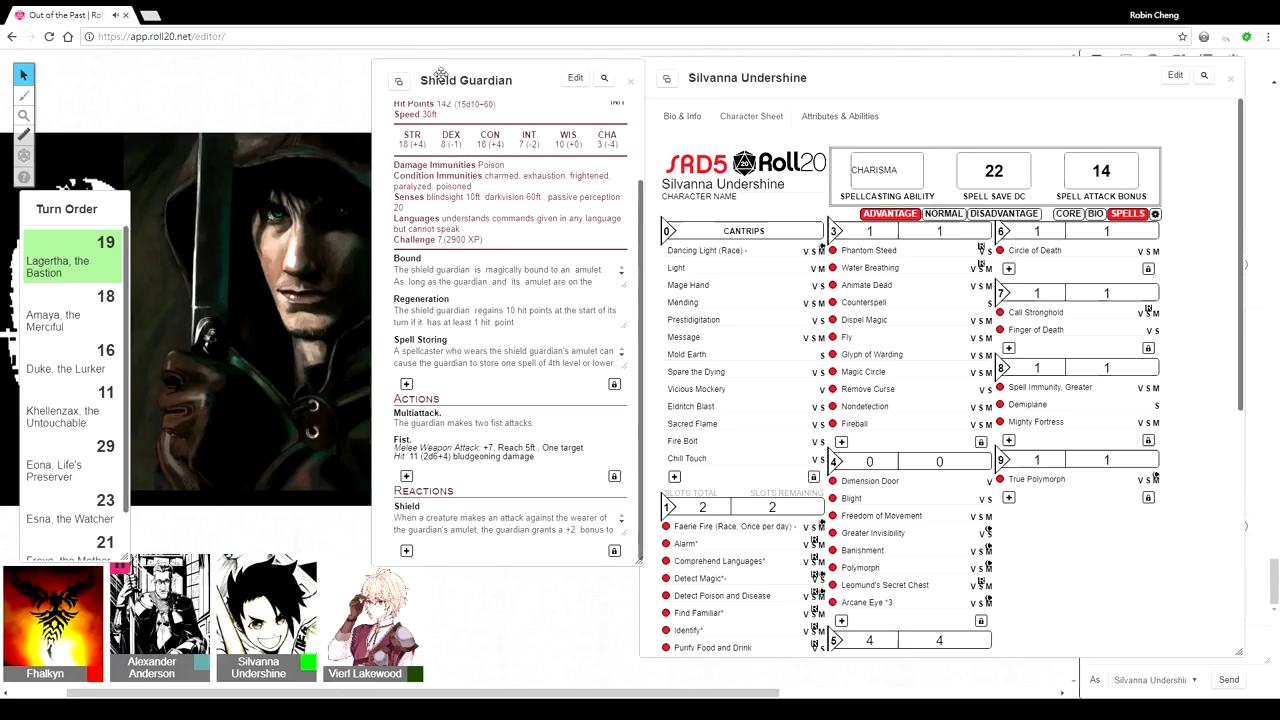 Out of the Past | Rol
Robin Cheng
https://app.roll20.net/editor/
Turn Order
19
Lagertha, the
Bastion
18
Amaya, the
Merciful
16
Duke, the Lurker
11
Khellenzax, the
Untouchable
29
Eona, Life's
Preserver
23
Esna, the Watcher
21
Freya, the Mother
Fhalkyn
Alexander
Anderson
Silvanna
Undershine
Vierl Lakewood
Shield Guardian
Edit
Hit Points 142 (15d10+60)
INIT
Speed 30ft
STR DEX CON INT WIS CHA
18 (+4) 8 (-1) 18 (+4) 7 (-2) 10 (+0) 3 (-4)
Damage Immunities Poison
Condition Immunities charmed, exhaustion, frightened,
paralyzed, poisoned
Senses blindsight 10ft, darkvision 60ft , passive perception
20
Languages understands commands given in any language
but cannot speak
Challenge 7 (2900 XP)
Bound
The shield guardian is magically bound to an amulet.
As long as the guardian and its amulet are on the
Regeneration
The shield guardian regains 10 hit points at the start of its
turn if it has at least 1 hit point
Spell Storing
A spellcaster who wears the shield guardian's amulet can
cause the guardian to store one spell of 4th level or lower.
ACTIONS
Multiattack.
The guardian makes two fist attacks.
Fist.
Melee Weapon Attack: +7, Reach 5ft., One target
Hit: 11 (2d6+4) bludgeoning damage
REACTIONS
Shield
When a creature makes an attack against the wearer of
the guardian's amulet, the guardian grants a +2 bonus to
Silvanna Undershine
Edit
Bio & Info Character Sheet Attributes & Abilities
SRD5 Roll20
Silvanna Undershine
CHARACTER NAME
CHARISMA 22 14
SPELLCASTING ABILITY SPELL SAVE DC SPELL ATTACK BONUS
ADVANTAGE NORMAL DISADVANTAGE CORE BIO SPELLS
0 CANTRIPS
Dancing Light (Race) - V S M
Light V M
Mage Hand V S
Mending V S M
Prestidigitation V S
Message V S M
Mold Earth S
Spare the Dying V S
Vicious Mockery V
Eldritch Blast V S
Sacred Flame V S
Fire Bolt V S
Chill Touch V S
SLOTS TOTAL SLOTS REMAINING
1 2 2
Faerie Fire (Race, Once per day) - V S M
Alarm*
Comprehend Languages*
Detect Magic*-
Detect Poison and Disease
Find Familiar*
Identify*
Purify Food and Drink
3 1 1
Phantom Steed V S
Water Breathing V S M
Animate Dead V S M
Counterspell S
Dispel Magic V S
Fly V S M
Glyph of Warding V S M
Magic Circle V S M
Remove Curse V S
Nondetection V S M
Fireball V S M
4 0 0
Dimension Door V
Blight V S
Freedom of Movement V S M
Greater Invisibility V S
Banishment V S M
Polymorph V S M
Leomund's Secret Chest V S M
Arcane Eye *3 V S M
5 4 4
6 1 1
Circle of Death V S M
7 1 1
Call Stronghold V S M
Finger of Death V S
8 1 1
Spell Immunity, Greater V S M
Demiplane S
Mighty Fortress V S M
9 1 1
True Polymorph V S M
As: Silvanna Undershi
Send